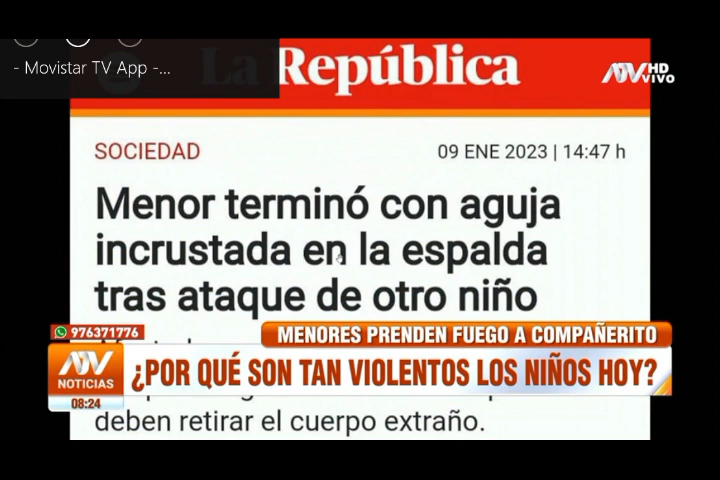 - Movistar TV App -...
La República
ATV HD
VIVO
SOCIEDAD
09 ENE 2023 | 14:47 h
Menor terminó con aguja
incrustada en la espalda
tras ataque de otro niño
976371776
MENORES PRENDEN FUEGO A COMPAÑERITO
ATV
NOTICIAS
¿POR QUÉ SON TAN VIOLENTOS LOS NIÑOS HOY?
08:24
deben retirar el cuerpo extraño.